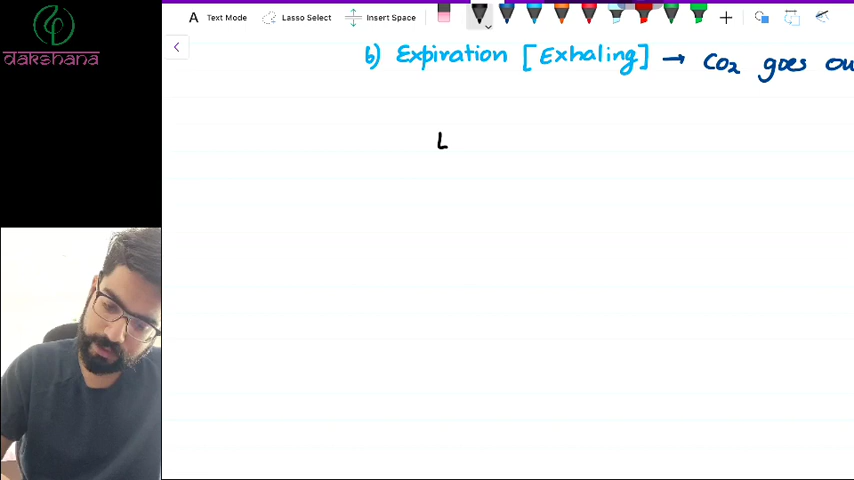 dakshana
A Text Mode Lasso Select Insert Space
b) Expiration [Exhaling] → CO2 goes ou
L